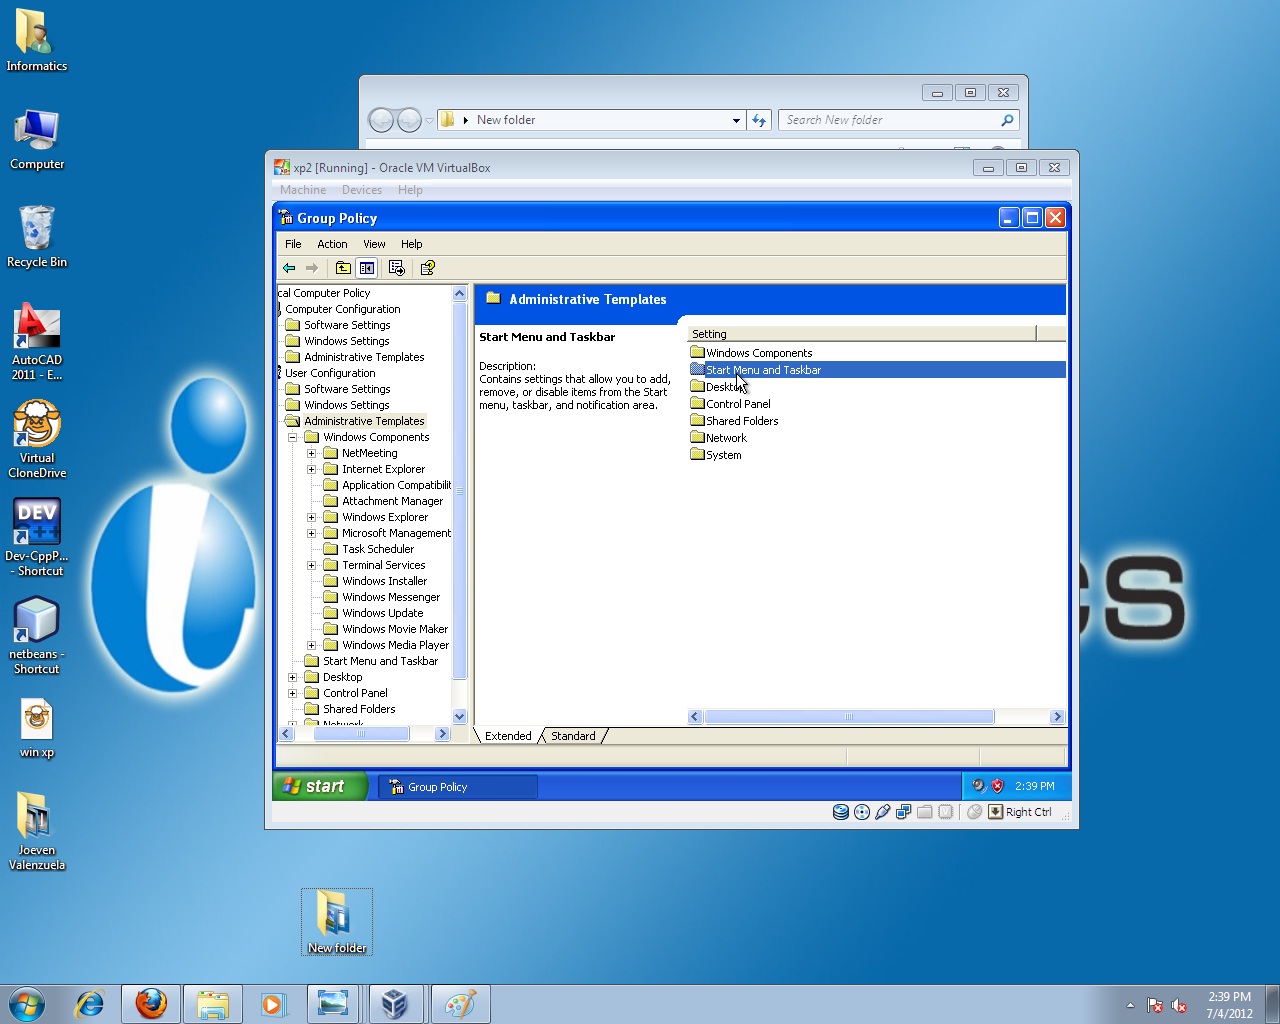 Informatics
Computer
Recycle Bin
AutoCAD
2011 - E...
Virtual
CloneDrive
DEV
C++
Dev-CppP...
- Shortcut
netbeans -
Shortcut
win xp
Joeven
Valenzuela
New folder
New folder
Search New folder
xp2 [Running] - Oracle VM VirtualBox
Machine Devices Help
Group Policy
File Action View Help
cal Computer Policy
Computer Configuration
Software Settings
Windows Settings
Administrative Templates
User Configuration
Software Settings
Windows Settings
Administrative Templates
Windows Components
NetMeeting
Internet Explorer
Application Compatibilit
Attachment Manager
Windows Explorer
Microsoft Management
Task Scheduler
Terminal Services
Windows Installer
Windows Messenger
Windows Update
Windows Movie Maker
Windows Media Player
Start Menu and Taskbar
Desktop
Control Panel
Shared Folders
Network
Administrative Templates
Start Menu and Taskbar
Description:
Contains settings that allow you to add,
remove, or disable items from the Start
menu, taskbar, and notification area.
Setting
Windows Components
Start Menu and Taskbar
Desktop
Control Panel
Shared Folders
Network
System
Extended Standard
start
Group Policy
2:39 PM
Right Ctrl
cs
2:39 PM
7/4/2012